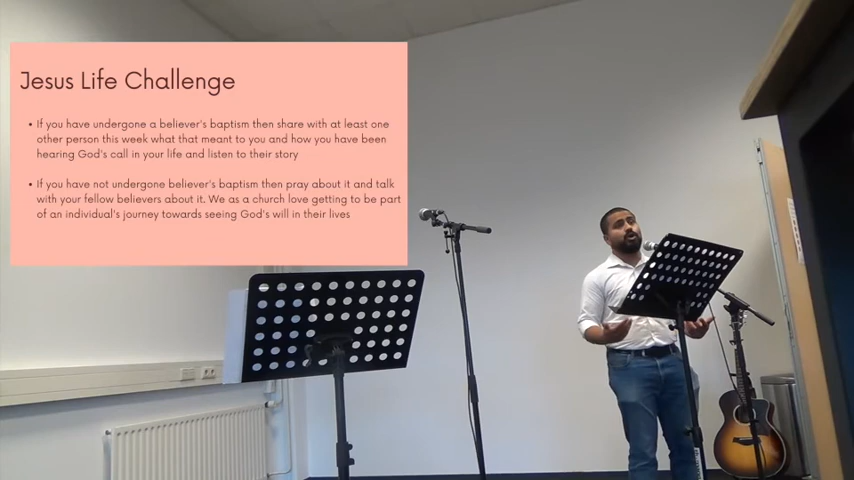 Jesus Life Challenge
• If you have undergone a believer's baptism then share with at least one
other person this week what that meant to you and how you have been
hearing God's call in your life and listen to their story
• If you have not undergone believer's baptism then pray about it and talk
with your fellow believers about it. We as a church love getting to be part
of an individual's journey towards seeing God's will in their lives